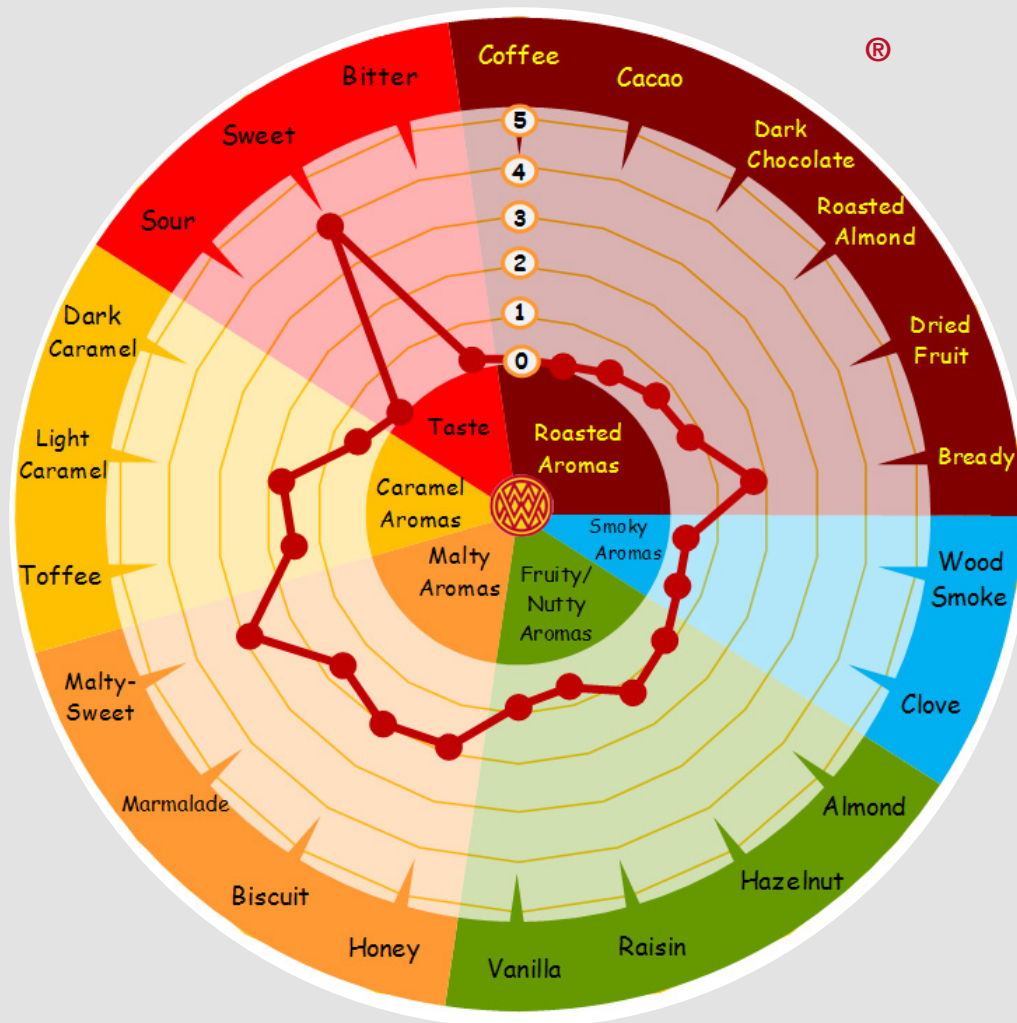 ®
Coffee
Cacao
Dark
Chocolate
Roasted
Almond
Dried
Fruit
Bready
Wood
Smoke
Clove
Almond
Hazelnut
Raisin
Vanilla
Honey
Biscuit
Marmalade
Malty-
Sweet
Toffee
Light
Caramel
Dark
Caramel
Sour
Sweet
Bitter
5
4
3
2
1
0
Taste
Roasted
Aromas
Smoky
Aromas
Fruity/
Nutty
Aromas
Malty
Aromas
Caramel
Aromas